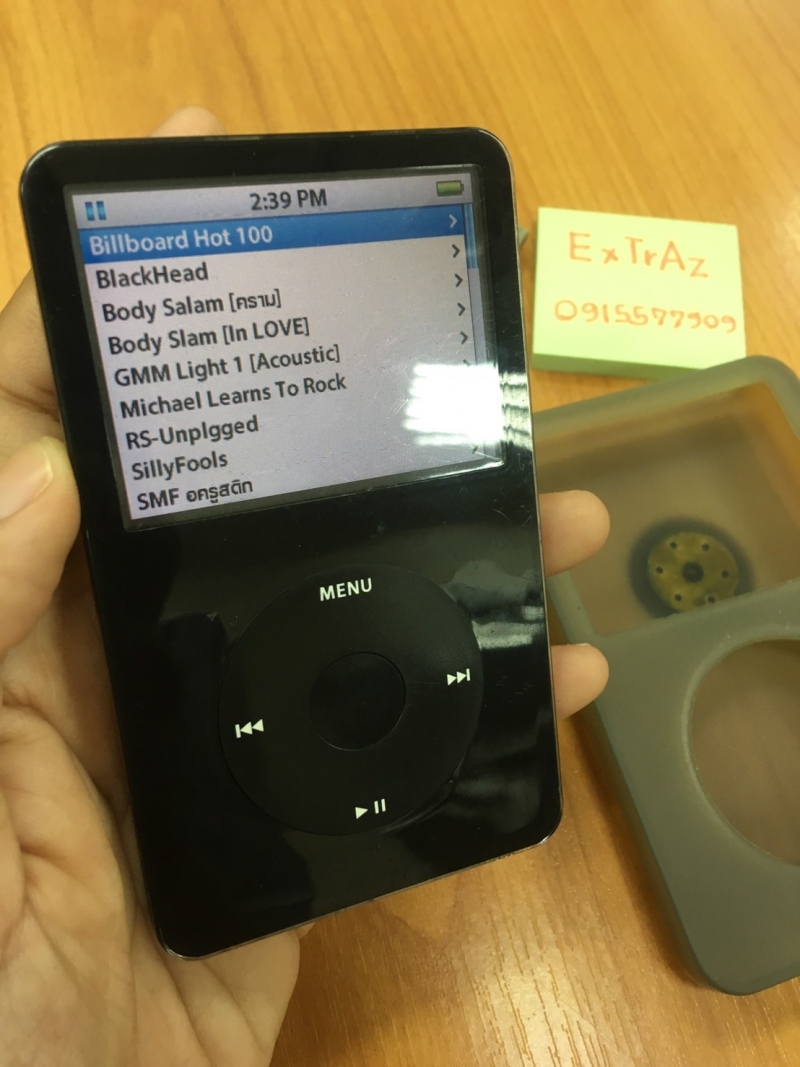 2:39 PM
Billboard Hot 100
BlackHead
Body Salam [คราม]
Body Slam [In LOVE]
GMM Light 1 [Acoustic]
Michael Learns To Rock
RS-Unplgged
SillyFools
SMF อครูสติก
MENU
ExTrAz
0915577909